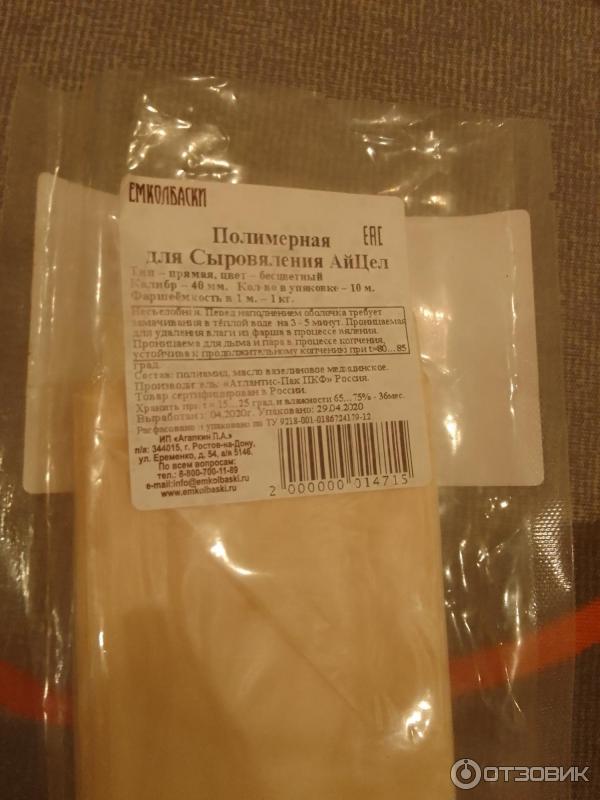 ЕМКОЛБАСКИ
EAC
Полимерная
для Сыровяления АйЦел
Тип – прямая, цвет – бесцветный
Калибр – 40 мм. Кол-во в упаковке – 10 м.
Фаршеёмкость в 1 м. – 1 кг.
Несъедобная. Перед наполнением оболочка требует
замачивания в тёплой воде на 3 - 5 минут. Проницаемая
для удаления влаги из фарша в процессе вяления.
Проницаема для дыма и пара в процессе копчения,
устойчива к продолжительному копчению при t=80...85
град.
Состав: полиамид, масло вазелиновое медицинское.
Производитель: «Атлантис-Пак ПКФ» Россия.
Товар сертифицирован в России.
Хранить при: t = 15...25 град. и влажности 65...75% - 36мес.
Выработан: 04.2020г. Упаковано: 29.04.2020
Расфасовано и упаковано по ТУ 9218-001-0186724179-12
ИП «Агапкин П.А.»
п/а: 344015, г. Ростов-на-Дону,
ул. Еременко, д. 54, а/я 5146.
По всем вопросам:
тел.: 8-800-700-11-89
e-mail:info@emkolbaski.ru
www.emkolbaski.ru
2 000000 014715
ОТЗОВИК